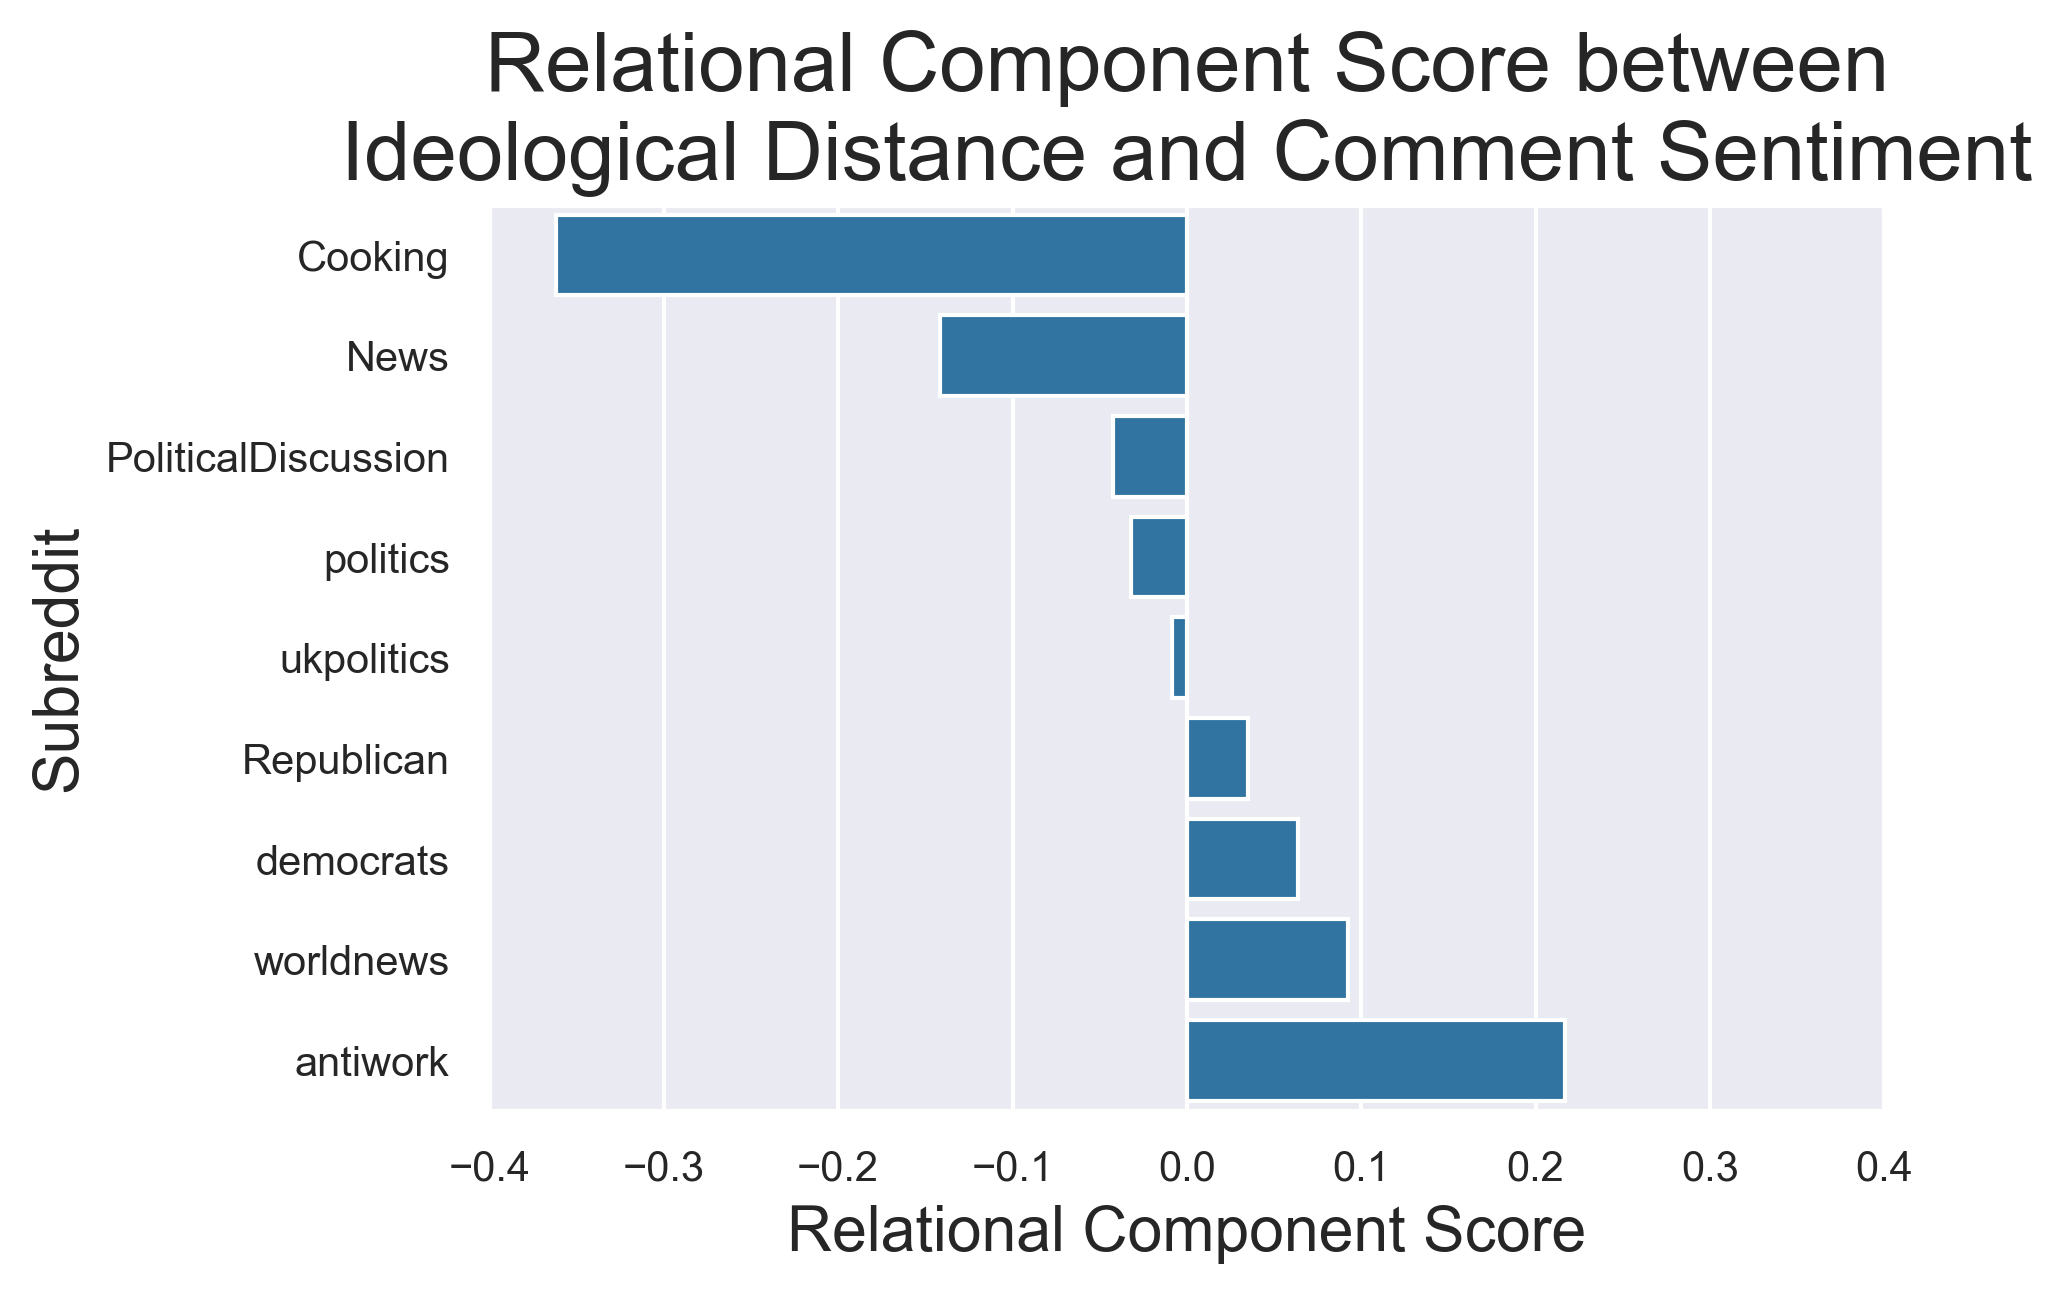 Relational Component Score between
Ideological Distance and Comment Sentiment
Subreddit
Cooking
News
PoliticalDiscussion
politics
ukpolitics
Republican
democrats
worldnews
antiwork
−0.4 −0.3 −0.2 −0.1 0.0 0.1 0.2 0.3 0.4
Relational Component Score